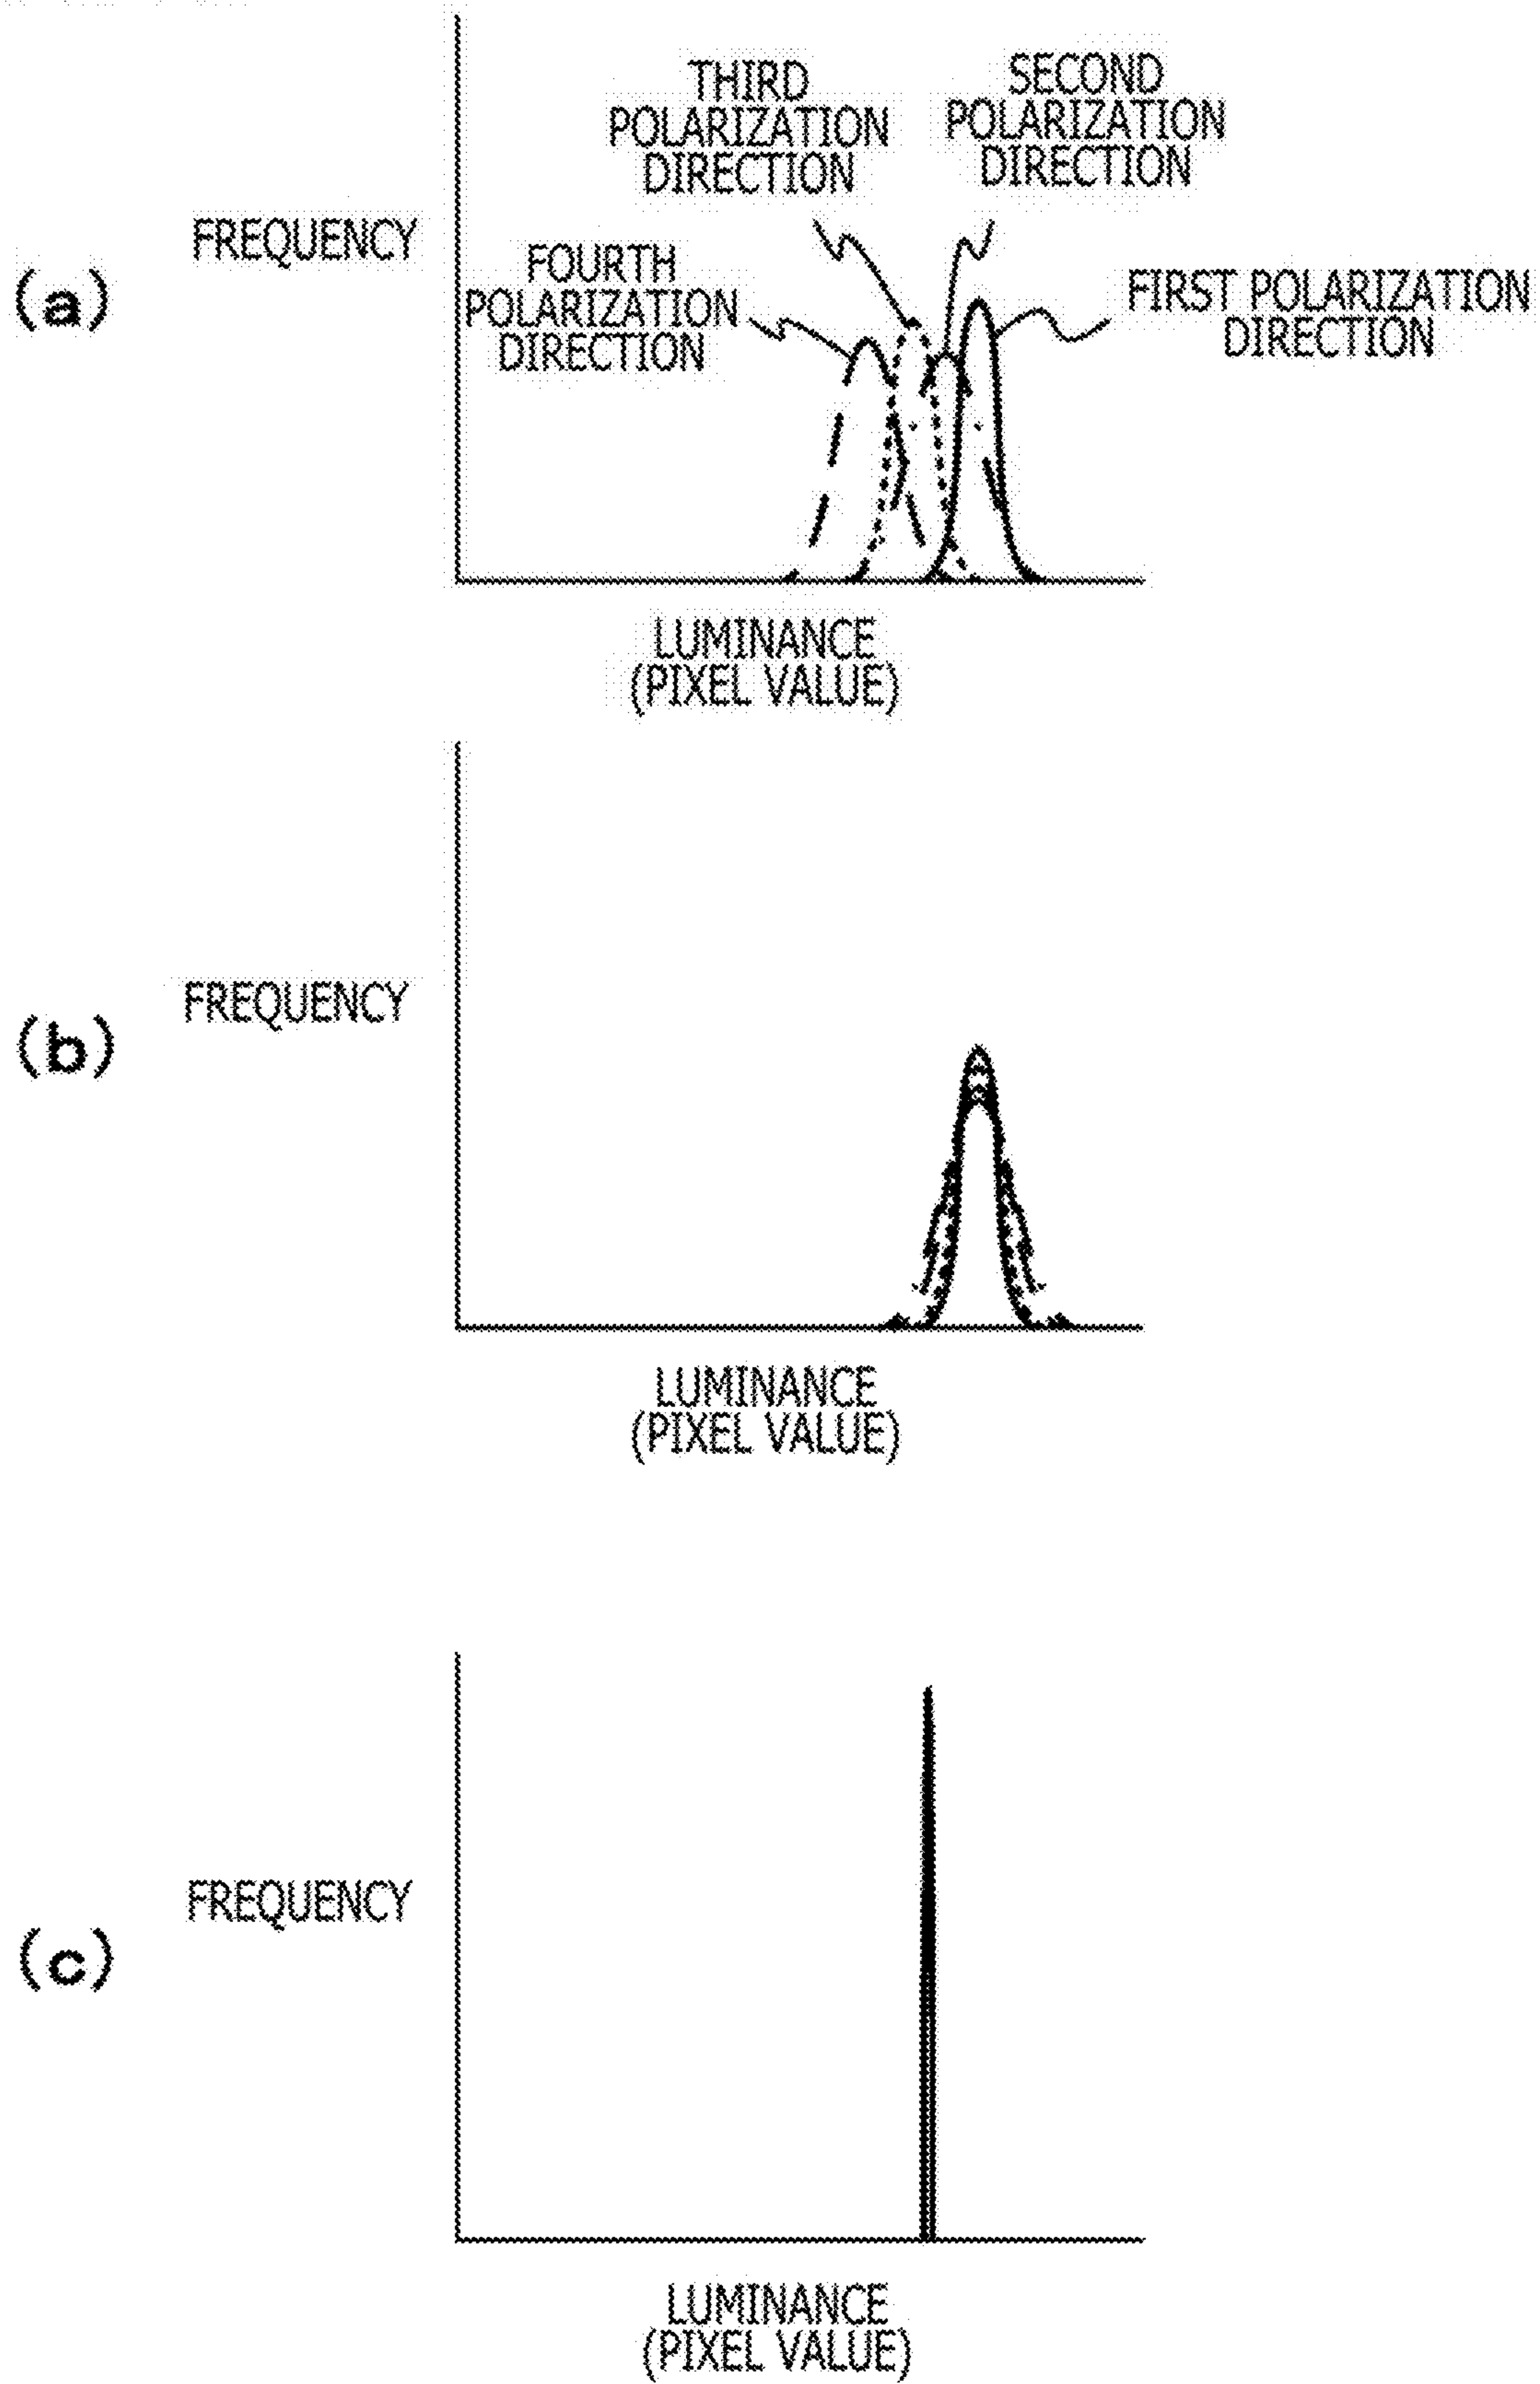 (a)
FREQUENCY
THIRD
POLARIZATION
DIRECTION
SECOND
POLARIZATION
DIRECTION
FOURTH
POLARIZATION
DIRECTION
FIRST POLARIZATION
DIRECTION
LUMINANCE
(PIXEL VALUE)
(b)
FREQUENCY
LUMINANCE
(PIXEL VALUE)
(c)
FREQUENCY
LUMINANCE
(PIXEL VALUE)